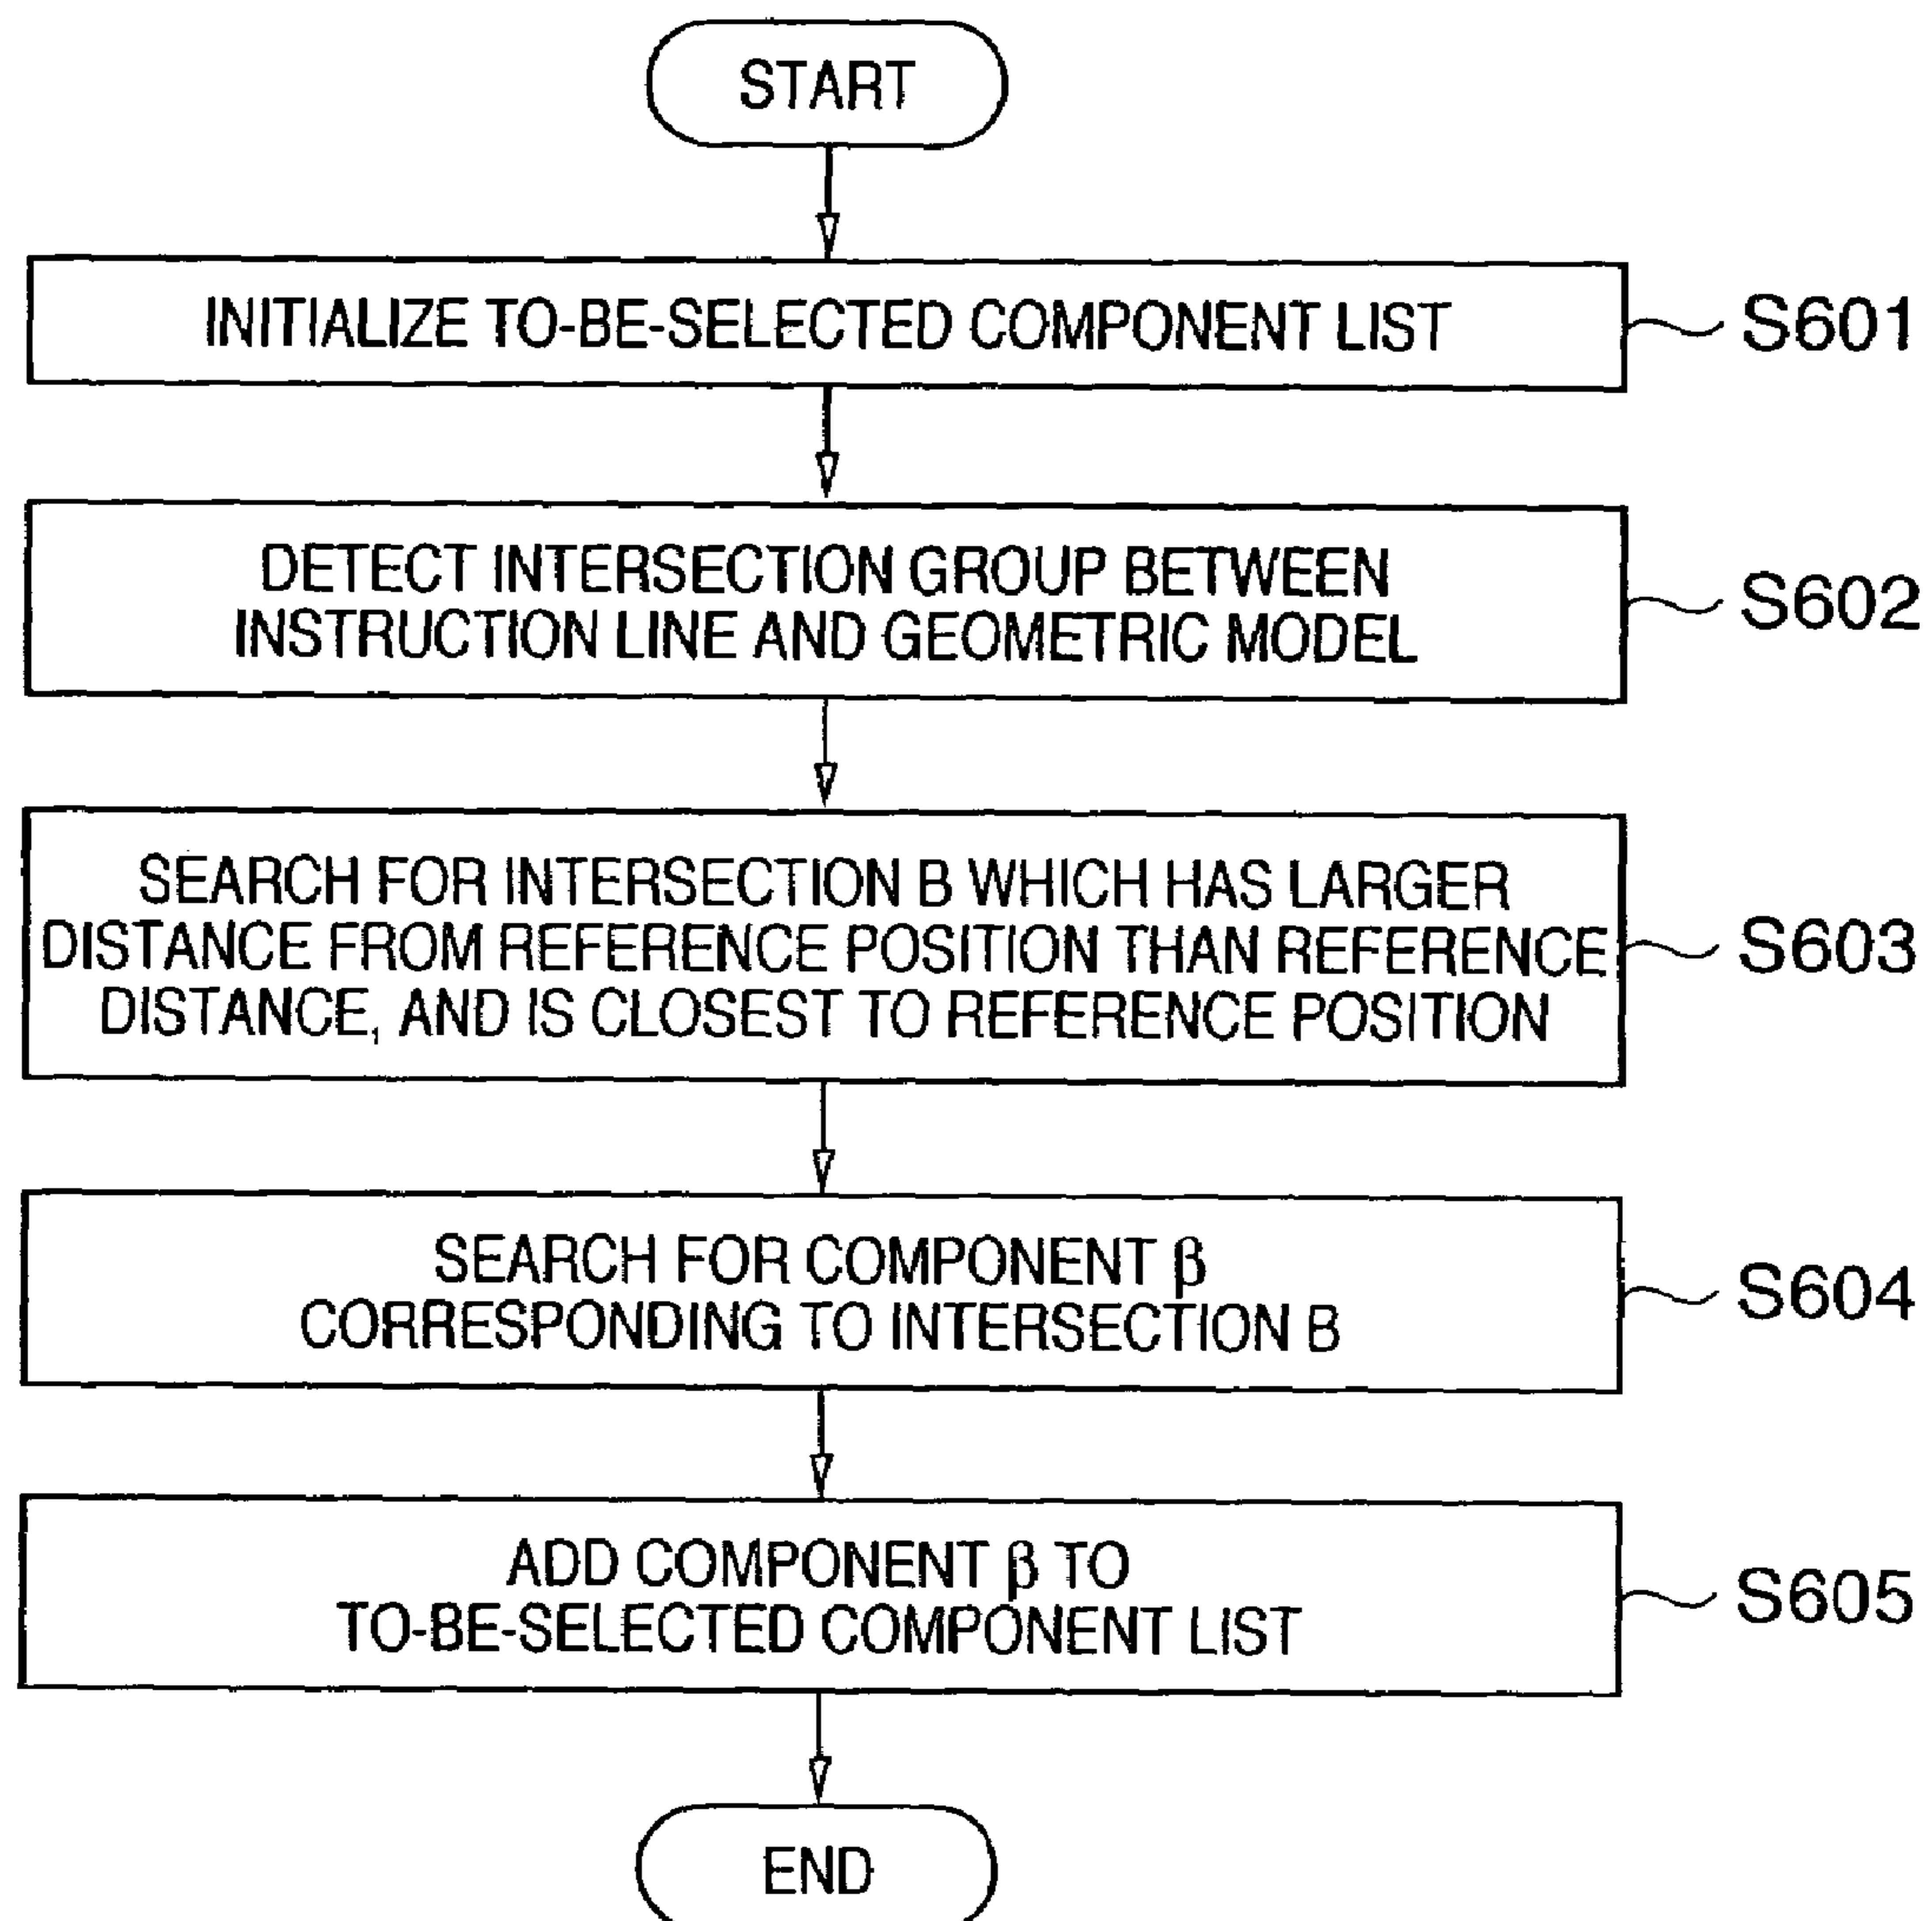 START
INITIALIZE TO-BE-SELECTED COMPONENT LIST
S601
DETECT INTERSECTION GROUP BETWEEN
INSTRUCTION LINE AND GEOMETRIC MODEL
S602
SEARCH FOR INTERSECTION B WHICH HAS LARGER
DISTANCE FROM REFERENCE POSITION THAN REFERENCE
DISTANCE, AND IS CLOSEST TO REFERENCE POSITION
S603
SEARCH FOR COMPONENT β
CORRESPONDING TO INTERSECTION B
S604
ADD COMPONENT β TO
TO-BE-SELECTED COMPONENT LIST
S605
END